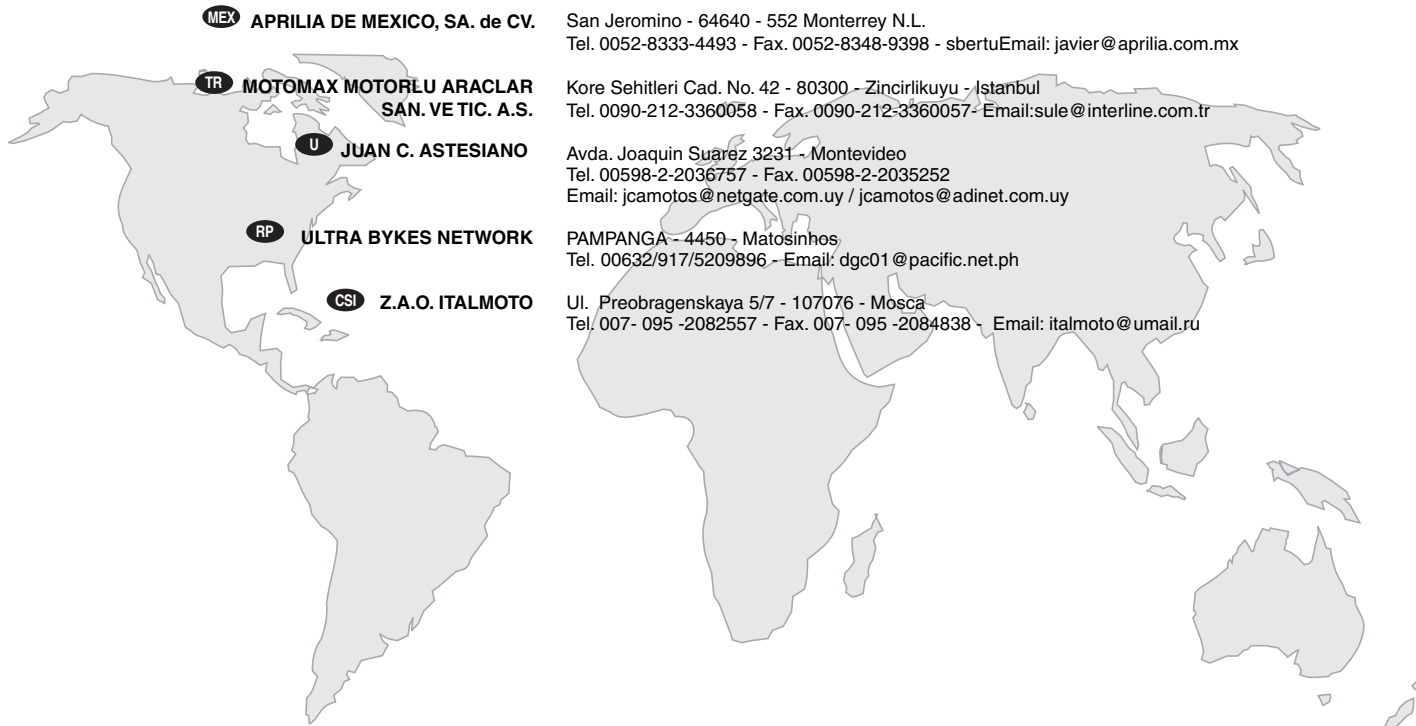 MEX APRILIA DE MEXICO, SA. de CV. San Jeromino - 64640 - 552 Monterrey N.L.
Tel. 0052-8333-4493 - Fax. 0052-8348-9398 - sbertuEmail: javier@aprilia.com.mx
TR MOTOMAX MOTORLU ARACLAR Kore Sehitleri Cad. No. 42 - 80300 - Zincirlikuyu - Istanbul
SAN. VE TIC. A.S. Tel. 0090-212-3360058 - Fax. 0090-212-3360057- Email:sule@interline.com.tr
U JUAN C. ASTESIANO Avda. Joaquin Suarez 3231 - Montevideo
Tel. 00598-2-2036757 - Fax. 00598-2-2035252
Email: jcamotos@netgate.com.uy / jcamotos@adinet.com.uy
RP ULTRA BYKES NETWORK PAMPANGA - 4450 - Matosinhos
Tel. 00632/917/5209896 - Email: dgc01@pacific.net.ph
CSI Z.A.O. ITALMOTO Ul. Preobragenskaya 5/7 - 107076 - Mosca
Tel. 007- 095 -2082557 - Fax. 007- 095 -2084838 - Email: italmoto@umail.ru